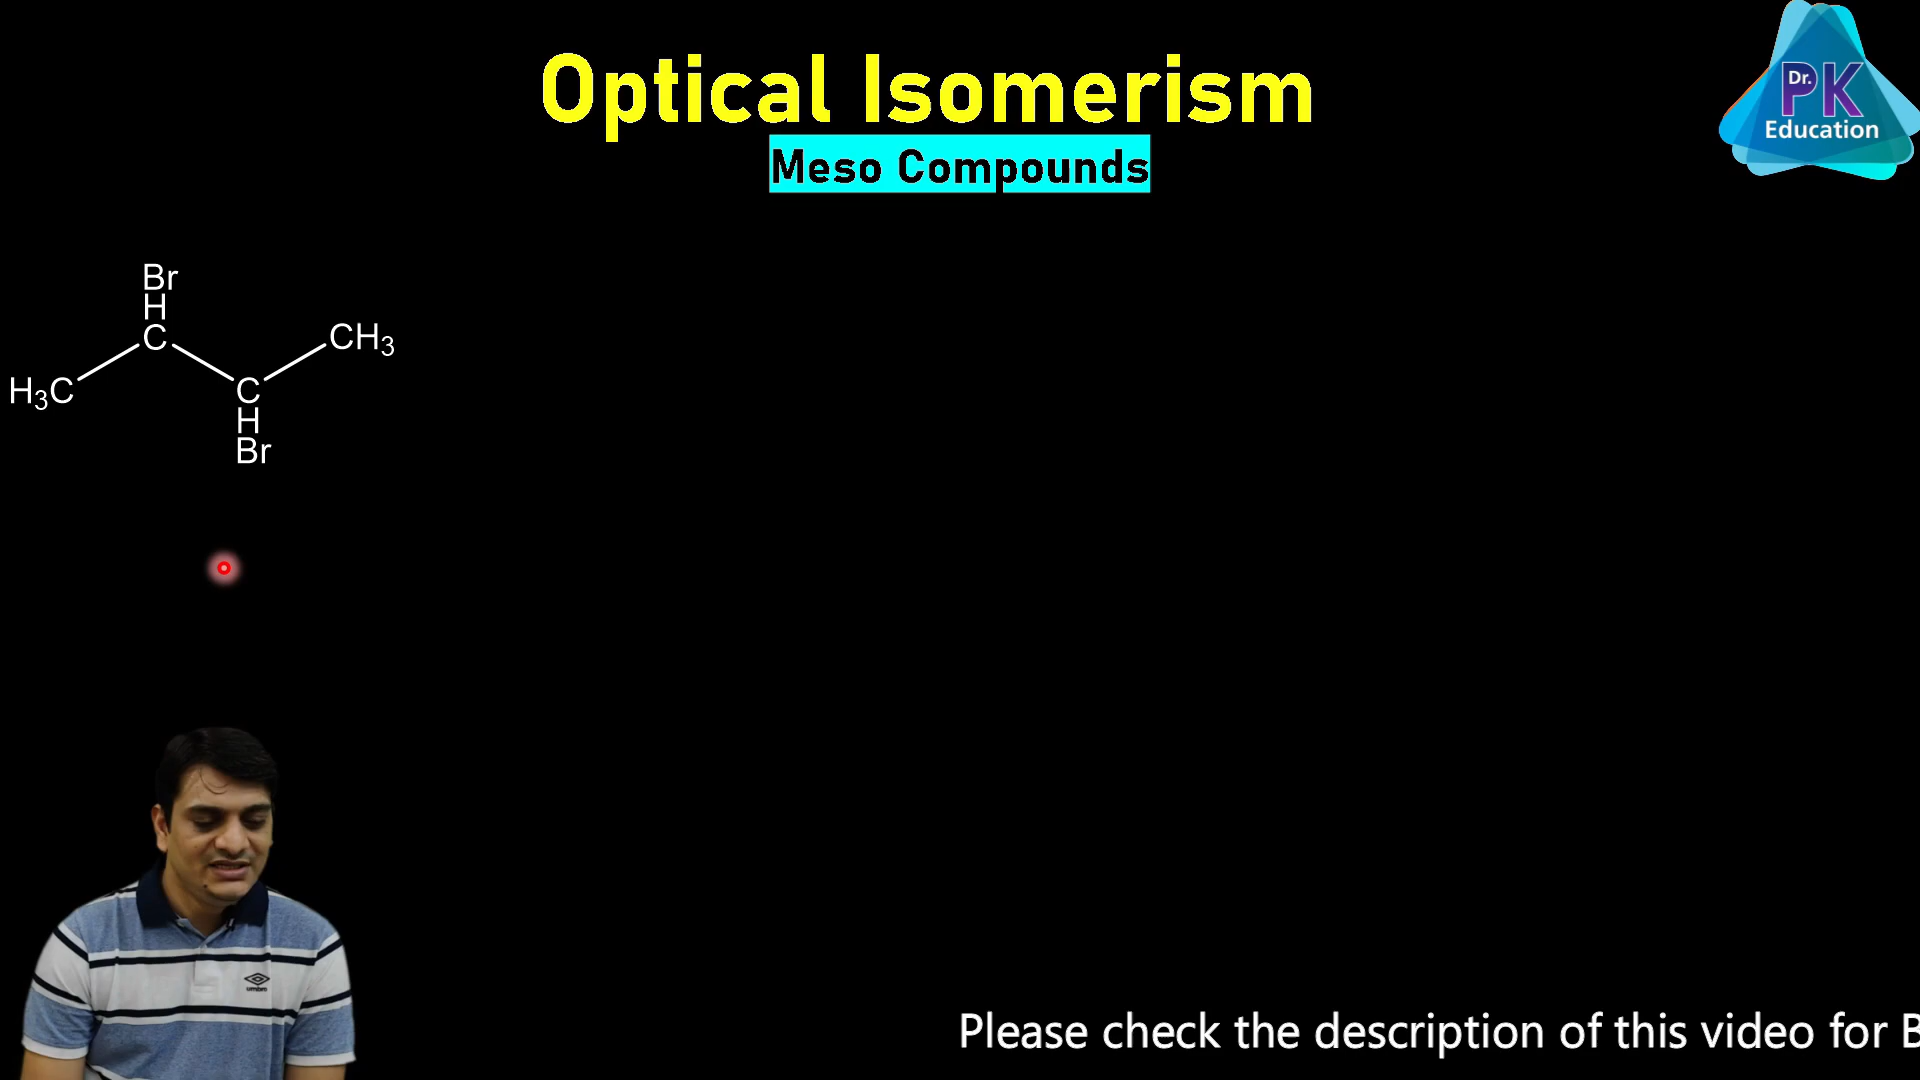 Optical Isomerism
Meso Compounds
Dr.
PK
Education
Br
H
C
CH3
H3C
C
H
Br
umbro
Please check the description of this video for B